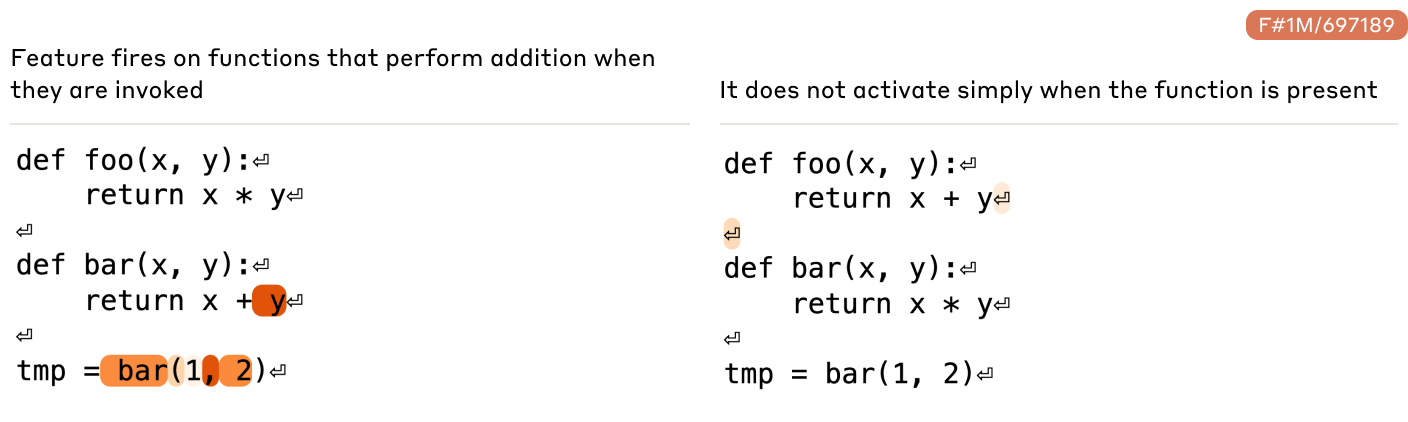 F#1M/697189
Feature fires on functions that perform addition when
they are invoked
def foo(x, y):⏎
    return x * y⏎
⏎
def bar(x, y):⏎
    return x + y⏎
⏎
tmp = bar(1, 2)⏎
It does not activate simply when the function is present
def foo(x, y):⏎
    return x + y⏎
⏎
def bar(x, y):⏎
    return x * y⏎
⏎
tmp = bar(1, 2)⏎